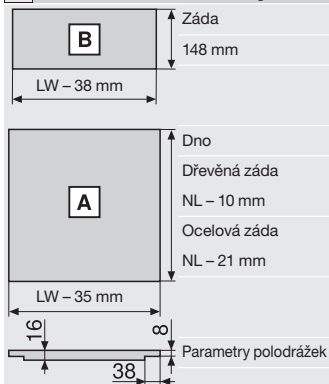 B
Záda
148 mm
LW – 38 mm
A
Dno
Dřevěná záda
NL – 10 mm
Ocelová záda
NL – 21 mm
LW – 35 mm
16
8
38
Parametry polodrážek